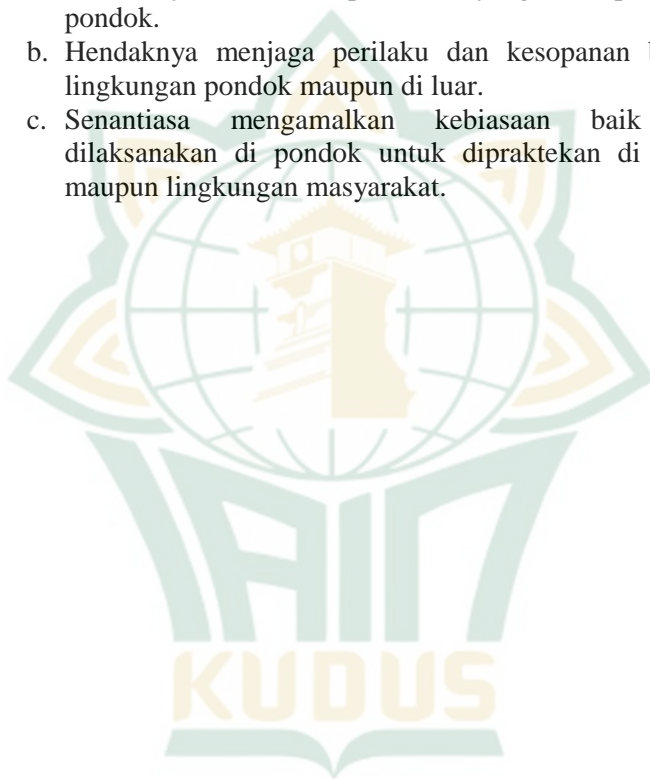 pondok.
b. Hendaknya menjaga perilaku dan kesopanan
lingkungan pondok maupun di luar.
c. Senantiasa mengamalkan kebiasaan baik
dilaksanakan di pondok untuk dipraktekan di
maupun lingkungan masyarakat.
IAIN
KUDUS